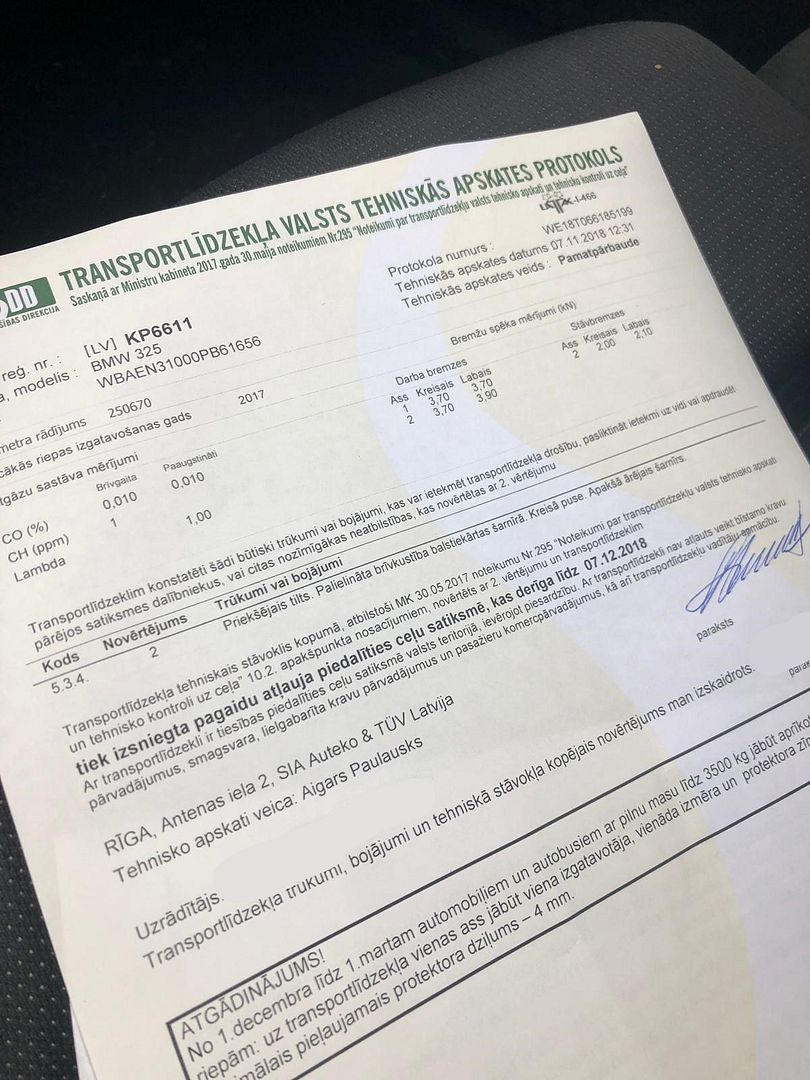 TRANSPORTLĪDZEKĻA VALSTS TEHNISKĀS APSKATES PROTOKOLS
Saskaņā ar Ministru kabineta 2017.gada 30.maija noteikumiem Nr.295 "Noteikumi par transportlīdzekļu valsts tehnisko apskati un tehnisko kontroli uz ceļa"
DD
DIREKCIJA
-I-466
Protokola numurs : WE18T066185199
Tehniskās apskates datums 07.11.2018 12:31
Tehniskās apskates veids : Pamatpārbaude
reģ. nr. : [LV] KP6611
modelis : BMW 325
WBAEN31000PB61656
rādījums 250670
riepas izgatavošanas gads 2017
Bremžu spēka mērījumi (kN)
Darba bremzes Stāvbremzes
Ass Kreisais Labais Ass Kreisais Labais
1 3,70 3,70 2 2,00 2,10
2 3,70 3,90
sastāva mērījumi
Brīvgaita Paaugstināti
CO (%) 0,010 0,010
CH (ppm) 1
Lambda 1,00
Transportlīdzeklim konstatēti šādi būtiski trūkumi vai bojājumi, kas var ietekmēt transportlīdzekļa drošību, pasliktināt ietekmi uz vidi vai apdraudēt
pārējos satiksmes dalībniekus, vai citas nozīmīgākas neatbilstības, kas novērtētas ar 2. vērtējumu
Kods Novērtējums Trūkumi vai bojājumi
5.3.4. 2 Priekšējais tilts. Palielināta brīvkustība balstiekārtas šarnīrā. Kreisā puse. Apakšā ārējais šarnīrs.
Transportlīdzekļa tehniskais stāvoklis kopumā, atbilstoši MK 30.05.2017 noteikumu Nr.295 "Noteikumi par transportlīdzekļu valsts tehnisko apskati
un tehnisko kontroli uz ceļa" 10.2. apakšpunkta nosacījumiem, novērtēts ar 2. vērtējumu un transportlīdzeklim
tiek izsniegta pagaidu atļauja piedalīties ceļu satiksmē, kas derīga līdz 07.12.2018
Ar transportlīdzekli ir tiesības piedalīties ceļu satiksmē valsts teritorijā, ievērojot piesardzību. Ar transportlīdzekli nav atļauts veikt bīstamo kravu
pārvadājumus, smagsvara, lielgabarīta kravu pārvadājumus un pasažieru komercpārvadājumus, kā arī transportlīdzekļu vadītāju apmācību.
RĪGA, Antenas iela 2, SIA Auteko & TÜV Latvija
Tehnisko apskati veica: Aigars Paulausks
paraksts
Uzrādītājs.
Transportlīdzekļa trūkumi, bojājumi un tehniskā stāvokļa kopējais novērtējums man izskaidrots.
ATGĀDINĀJUMS!
No 1.decembra līdz 1.martam automobiļiem un autobusiem ar pilnu masu līdz 3500 kg jābūt
riepām: uz transportlīdzekļa vienas ass jābūt viena izgatavotāja, vienāda izmēra un protektora
pieļaujamais protektora dziļums – 4 mm.